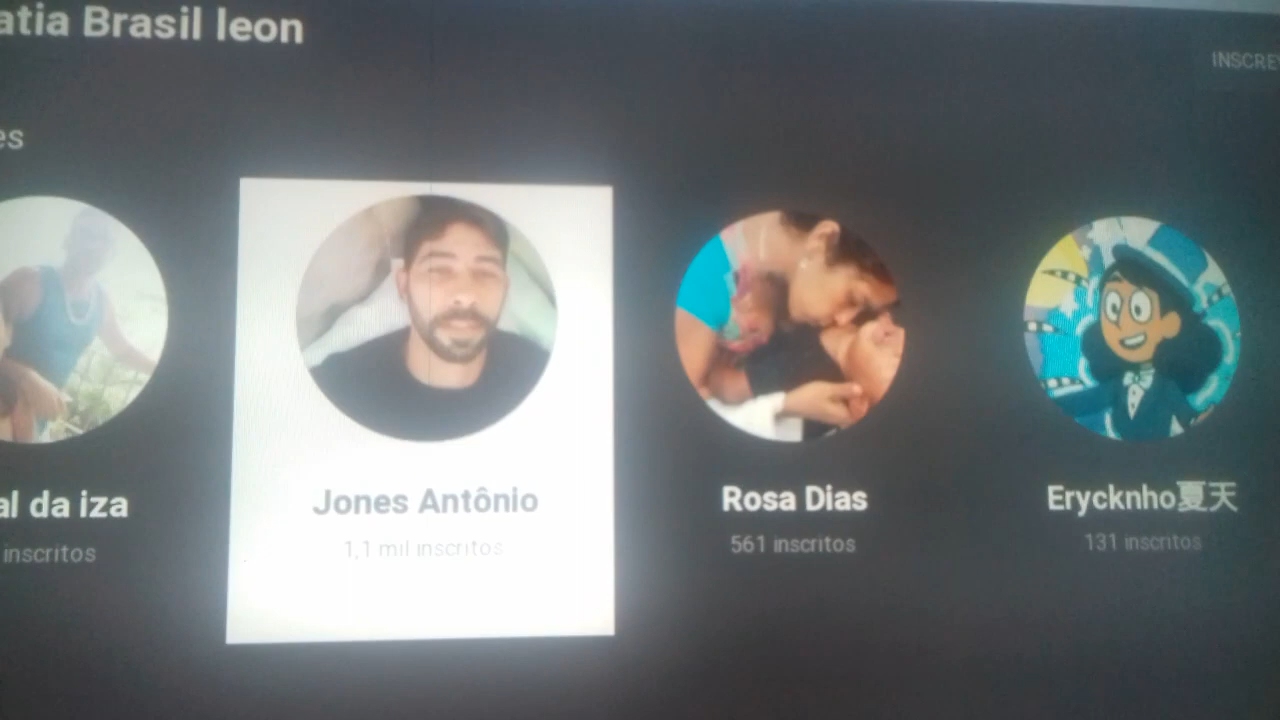 atia Brasil leon
INSCRE
es
al da iza
inscritos
Jones Antônio
1,1 mil inscritos
Rosa Dias
561 inscritos
Erycknho夏天
131 inscritos